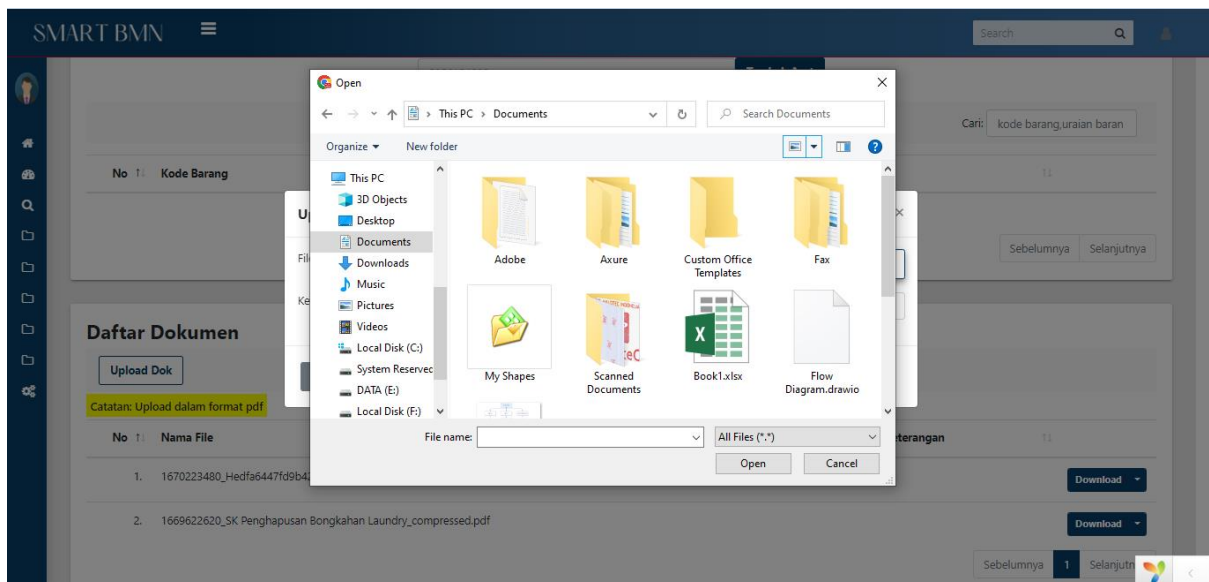 SMART BMN
Search
Open
This PC > Documents
Search Documents
Organize
New folder
Cari: kode barang,uraian baran
No Kode Barang
This PC
3D Objects
Desktop
Documents
Downloads
Music
Pictures
Videos
Local Disk (C:)
System Reserved
DATA (E:)
Local Disk (F:)
Adobe
Axure
Custom Office
Templates
Fax
My Shapes
Scanned
Documents
Book1.xlsx
Flow
Diagram.drawio
File name:
All Files (*.*)
Open
Cancel
Sebelumnya
Selanjutnya
Daftar Dokumen
Upload Dok
Catatan: Upload dalam format pdf
No Nama File
terangan
1. 1670223480_Hedfa6447fd9b4
Download
2. 1669622620_SK Penghapusan Bongkahan Laundry_compressed.pdf
Download
Sebelumnya 1 Selanjutn